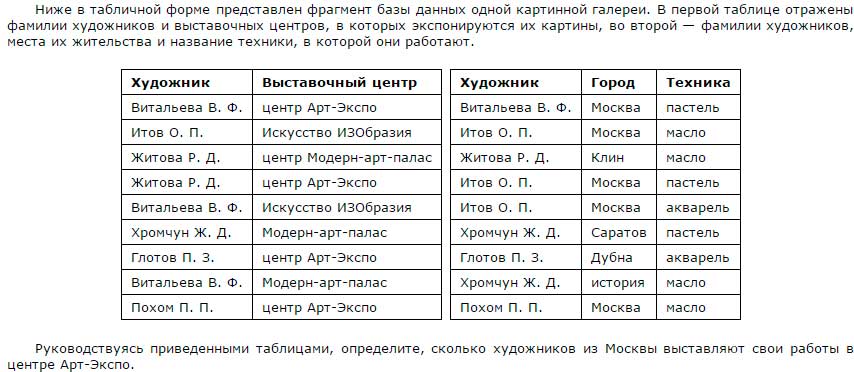 Ниже в табличной форме представлен фрагмент базы данных одной картинной галереи. В первой таблице отражены
фамилии художников и выставочных центров, в которых экспонируются их картины, во второй — фамилии художников,
места их жительства и название техники, в которой они работают.
Художник Выставочный центр
Витальева В. Ф. центр Арт-Экспо
Итов О. П. Искусство ИЗОбразия
Житова Р. Д. центр Модерн-арт-палас
Житова Р. Д. центр Арт-Экспо
Витальева В. Ф. Искусство ИЗОбразия
Хромчун Ж. Д. Модерн-арт-палас
Глотов П. З. центр Арт-Экспо
Витальева В. Ф. Модерн-арт-палас
Похом П. П. центр Арт-Экспо
Художник Город Техника
Витальева В. Ф. Москва пастель
Итов О. П. Москва масло
Житова Р. Д. Клин масло
Итов О. П. Москва пастель
Итов О. П. Москва акварель
Хромчун Ж. Д. Саратов пастель
Глотов П. З. Дубна акварель
Хромчун Ж. Д. история масло
Похом П. П. Москва масло
Руководствуясь приведенными таблицами, определите, сколько художников из Москвы выставляют свои работы в
центре Арт-Экспо.